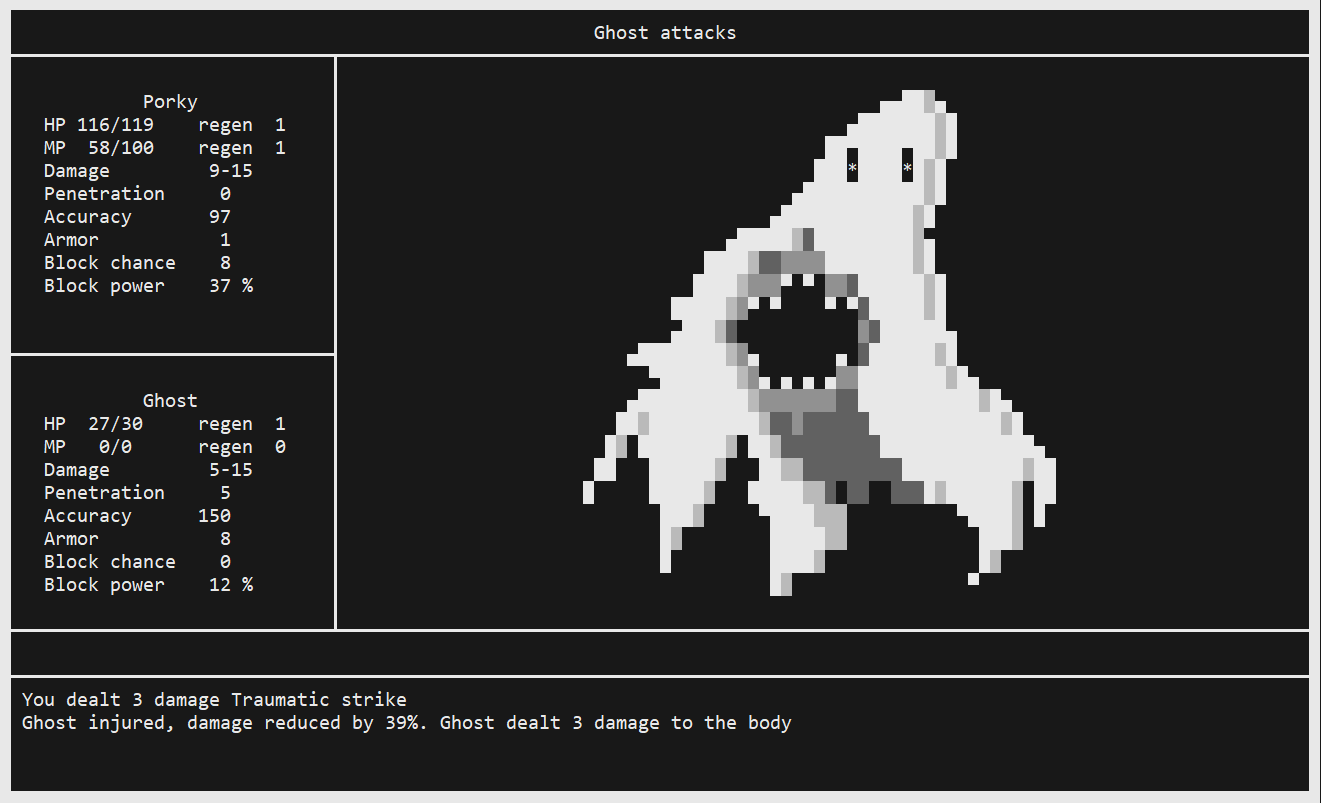 Ghost attacks
Porky
HP 116/119 regen 1
MP 58/100 regen 1
Damage 9-15
Penetration 0
Accuracy 97
Armor 1
Block chance 8
Block power 37 %
Ghost
HP 27/30 regen 1
MP 0/0 regen 0
Damage 5-15
Penetration 5
Accuracy 150
Armor 8
Block chance 0
Block power 12 %
* *
You dealt 3 damage Traumatic strike
Ghost injured, damage reduced by 39%. Ghost dealt 3 damage to the body